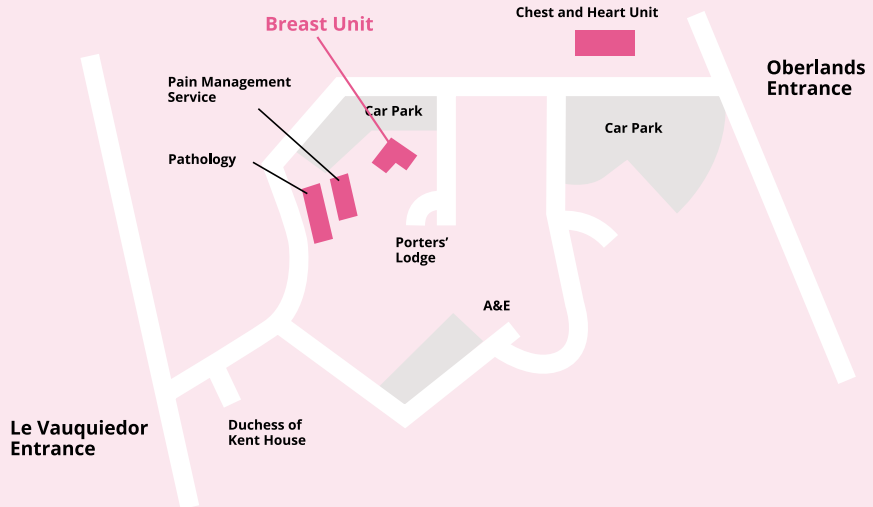 Chest and Heart Unit
Breast Unit
Oberlands
Entrance
Pain Management
Service
Car Park
Car Park
Pathology
Porters’
Lodge
A&E
Le Vauquiedor
Entrance
Duchess of
Kent House